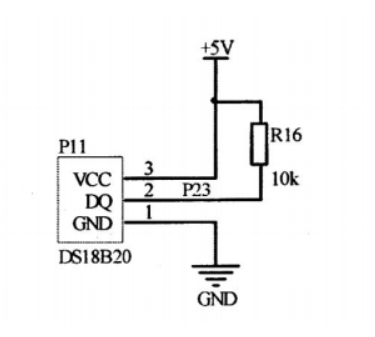 +5V
R16
P11
VCC 3
10k
DQ 2 P23
GND 1
DS18B20
GND